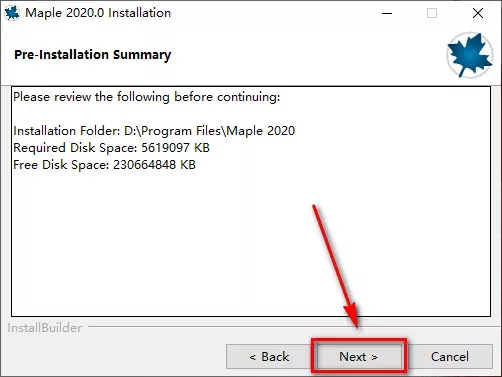 Maple 2020.0 Installation
Pre-Installation Summary
Please review the following before continuing:
Installation Folder: D:\Program Files\Maple 2020
Required Disk Space: 5619097 KB
Free Disk Space: 230664848 KB
InstallBuilder
< Back
Next >
Cancel